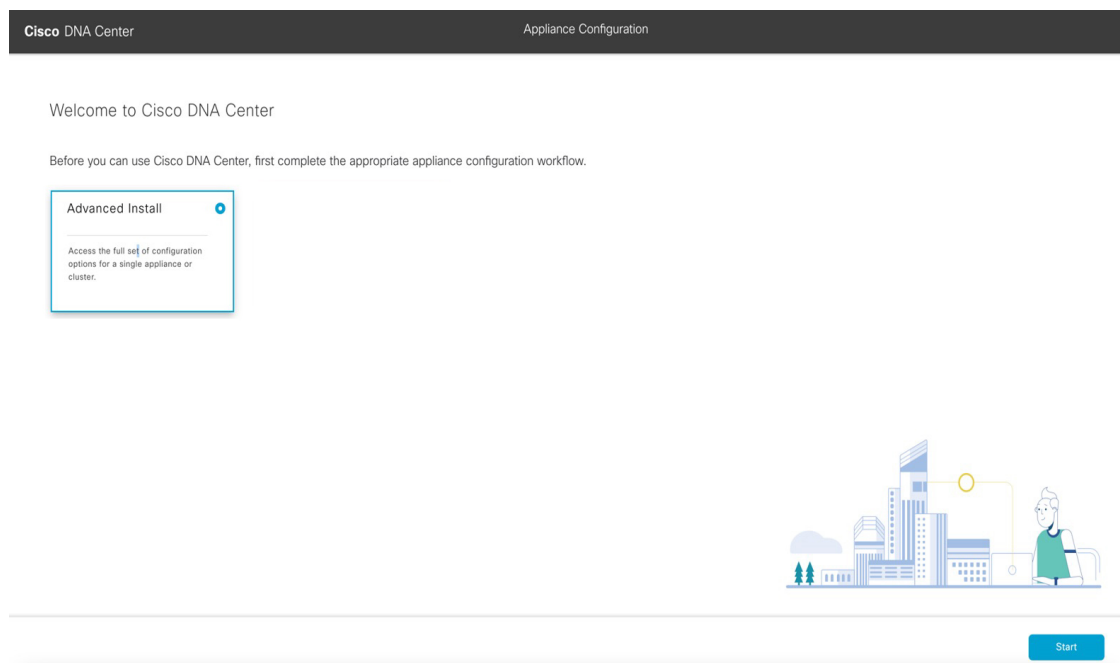 Cisco DNA Center
Appliance Configuration
Welcome to Cisco DNA Center
Before you can use Cisco DNA Center, first complete the appropriate appliance configuration workflow.
Advanced Install
Access the full set of configuration
options for a single appliance or
cluster.
Start